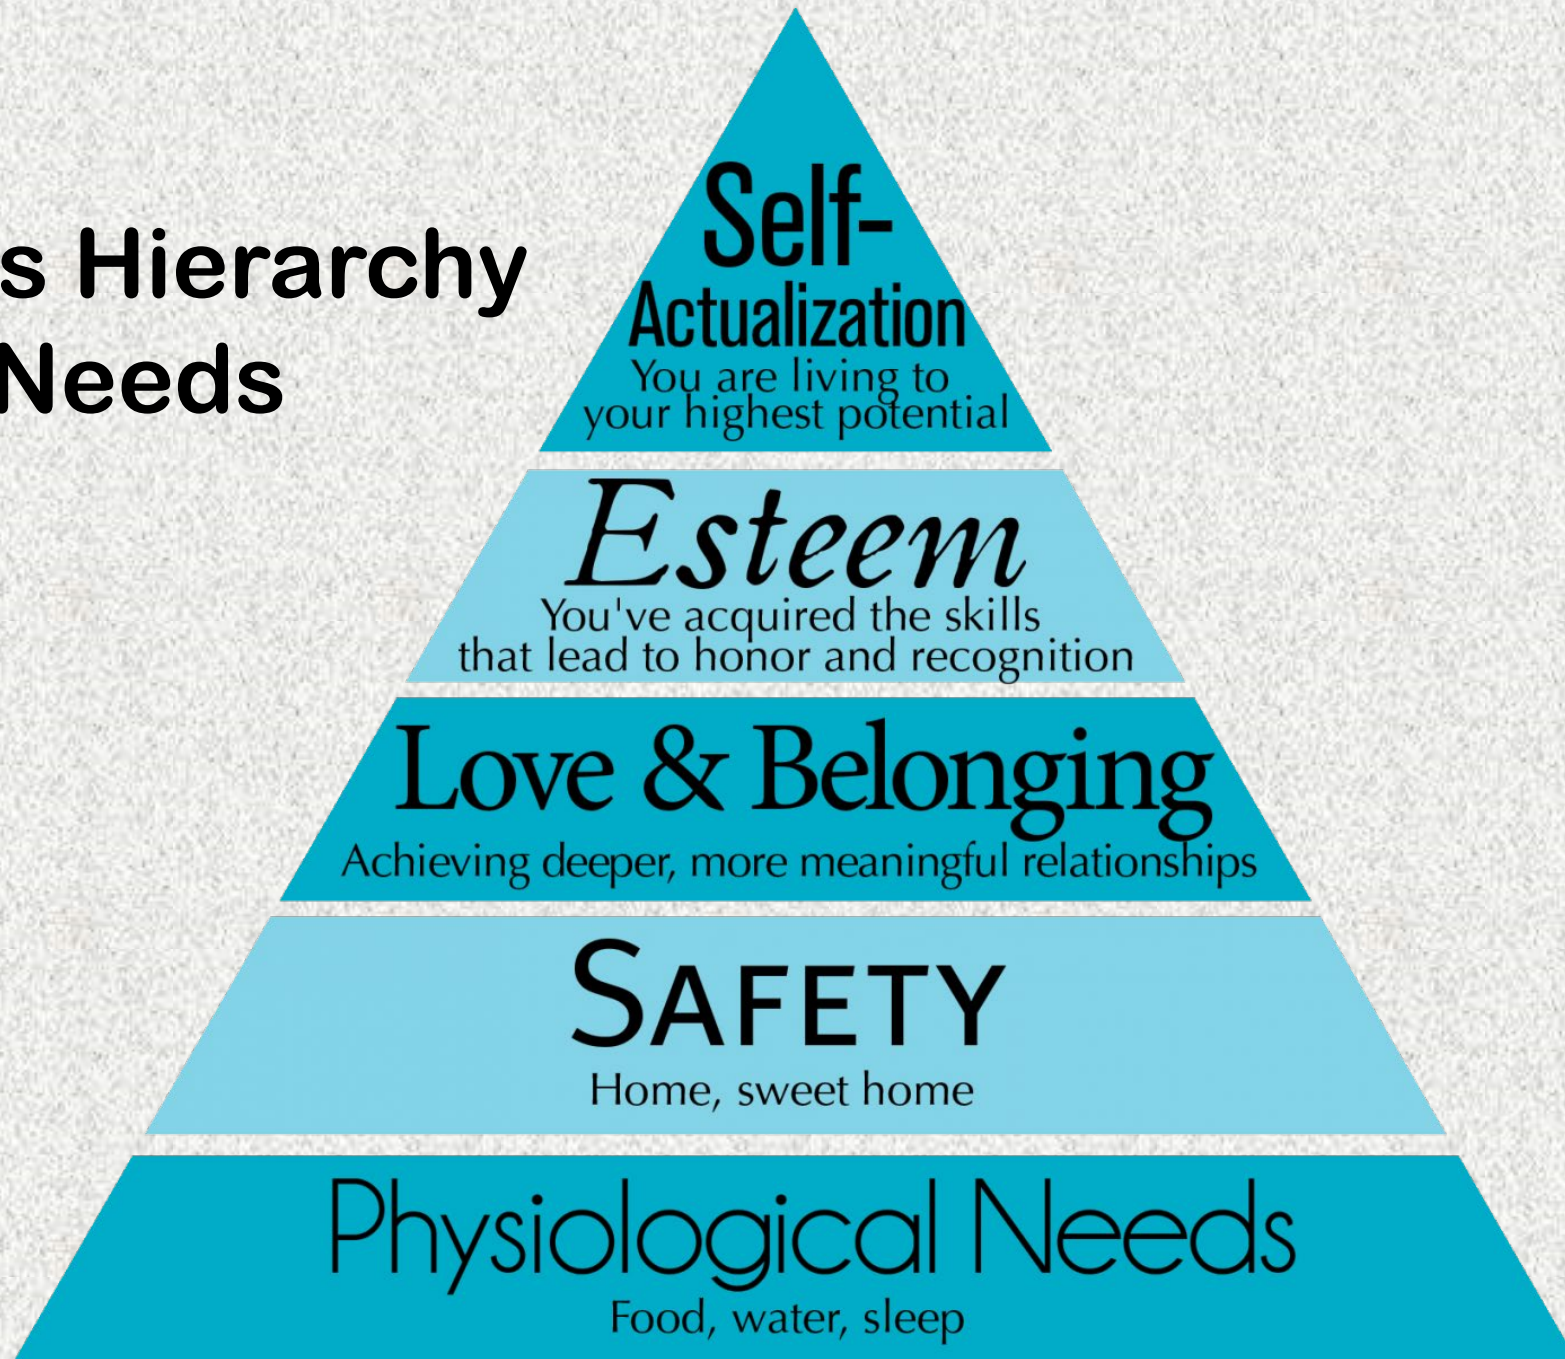 s Hierarchy
Needs
Self-
Actualization
You are living to
your highest potential
Esteem
You've acquired the skills
that lead to honor and recognition
Love & Belonging
Achieving deeper, more meaningful relationships
SAFETY
Home, sweet home
Physiological Needs
Food, water, sleep